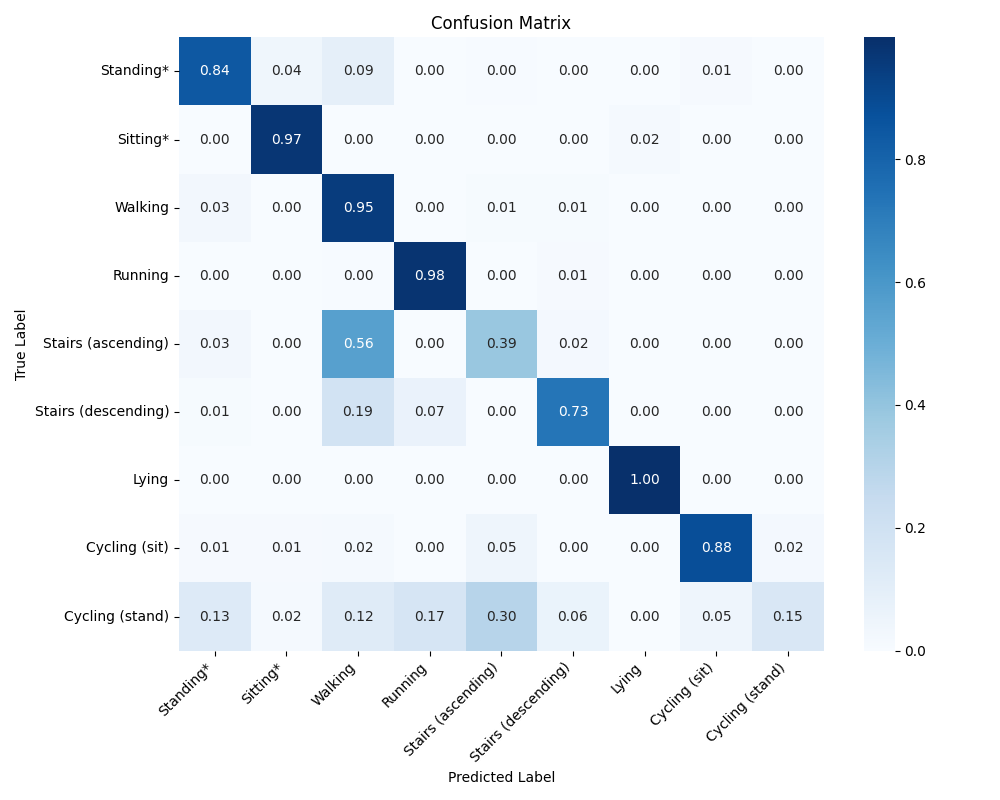 Confusion Matrix
True Label
Standing* 0.84 0.04 0.09 0.00 0.00 0.00 0.00 0.01 0.00
Sitting* 0.00 0.97 0.00 0.00 0.00 0.00 0.02 0.00 0.00
Walking 0.03 0.00 0.95 0.00 0.01 0.01 0.00 0.00 0.00
Running 0.00 0.00 0.00 0.98 0.00 0.01 0.00 0.00 0.00
Stairs (ascending) 0.03 0.00 0.56 0.00 0.39 0.02 0.00 0.00 0.00
Stairs (descending) 0.01 0.00 0.19 0.07 0.00 0.73 0.00 0.00 0.00
Lying 0.00 0.00 0.00 0.00 0.00 0.00 1.00 0.00 0.00
Cycling (sit) 0.01 0.01 0.02 0.00 0.05 0.00 0.00 0.88 0.02
Cycling (stand) 0.13 0.02 0.12 0.17 0.30 0.06 0.00 0.05 0.15
Standing*
Sitting*
Walking
Running
Stairs (ascending)
Stairs (descending)
Lying
Cycling (sit)
Cycling (stand)
Predicted Label
0.8
0.6
0.4
0.2
0.0